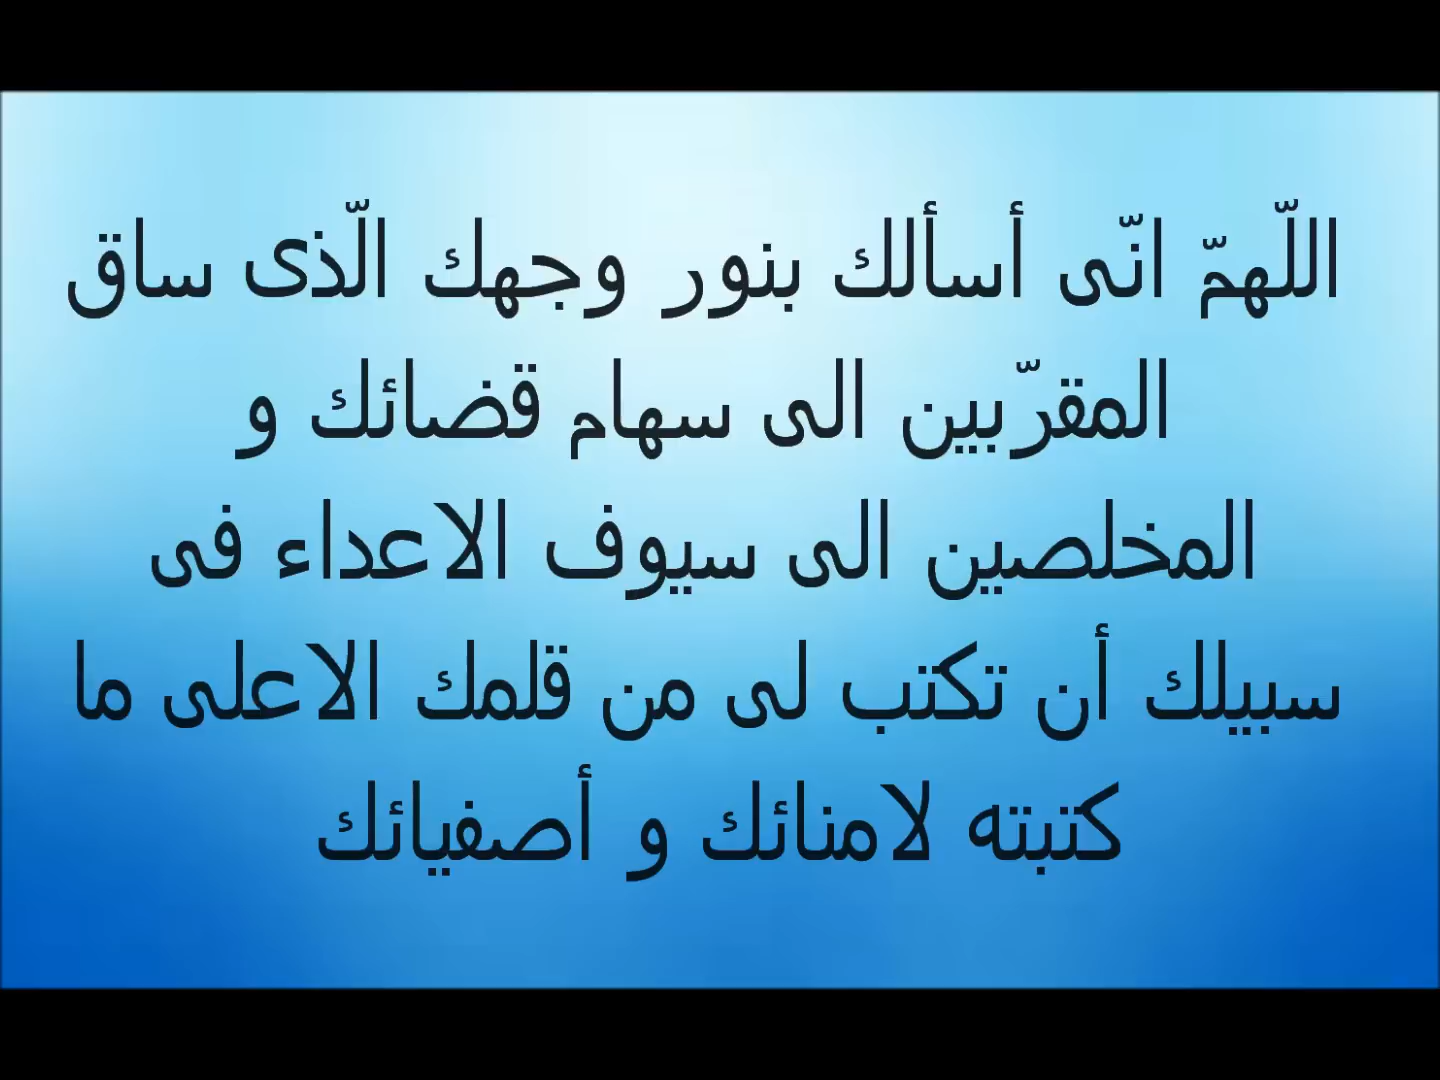 اللّهمّ انّى أسألك بنور وجهك الّذى ساق
المقرّبين الى سهام قضائك و
المخلصين الى سيوف الاعداء فى
سبيلك أن تكتب لى من قلمك الاعلى ما
كتبته لامنائك و أصفيائك